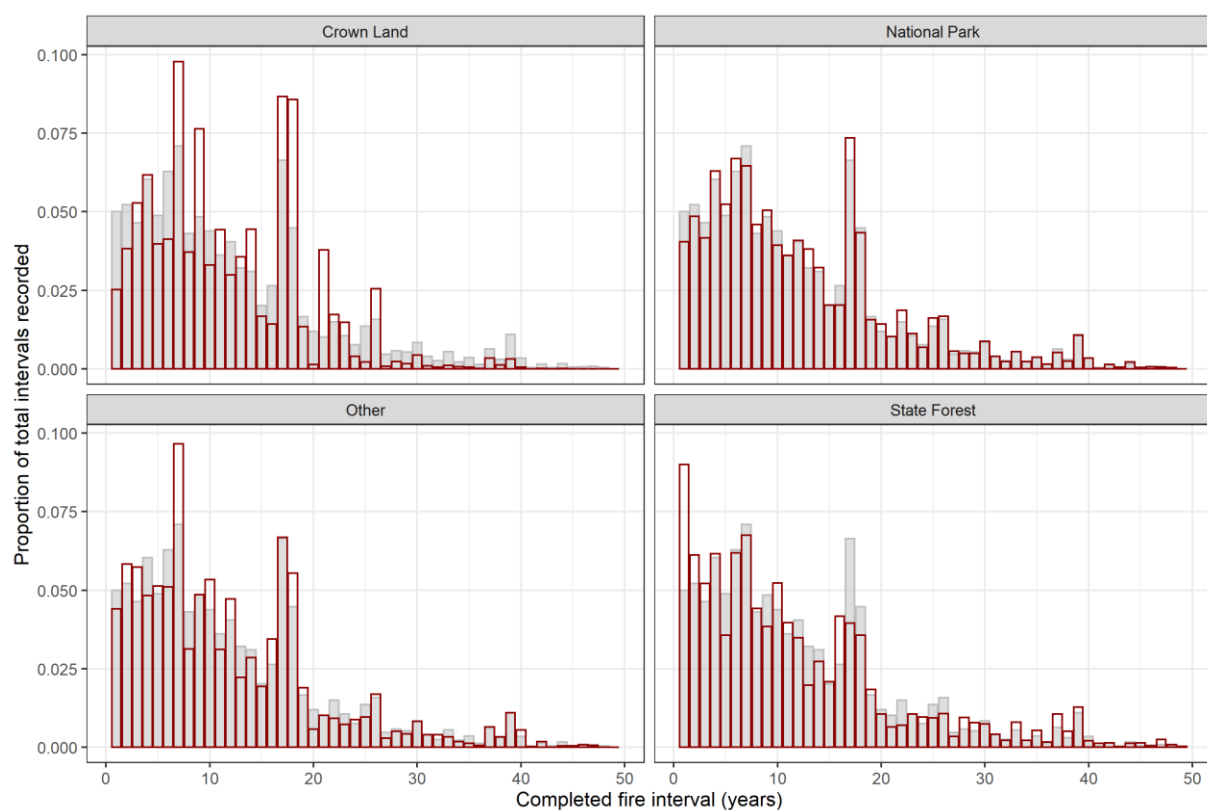 Crown Land
National Park
0.100
0.075
0.050
0.025
0.000
Other
State Forest
0.100
0.075
0.050
0.025
0.000
0 10 20 30 40 50
0 10 20 30 40 50
Proportion of total intervals recorded
Completed fire interval (years)